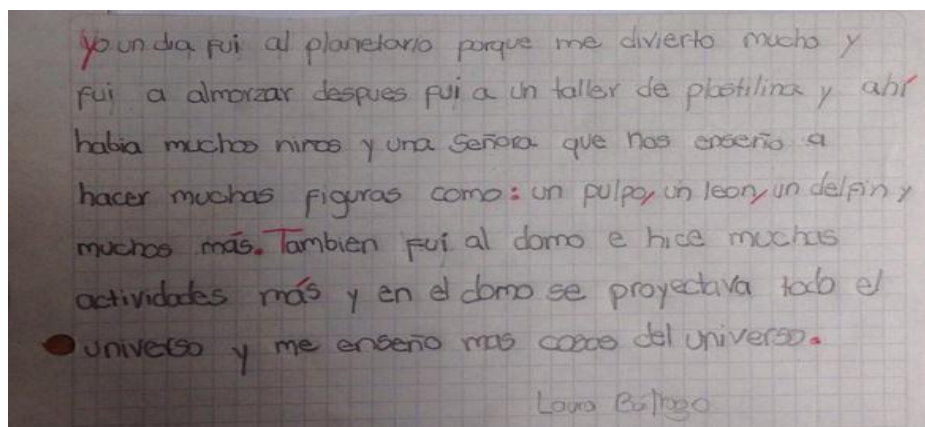 yo un dia fui al planetario porque me divierto mucho y
fui a almorzar despues fui a un taller de plastilina y ahí
habia muchos niños y una Señora que nos enseño a
hacer muchas figuras como: un pulpo, un leon, un delfin y
muchos más. Tambien fui al domo e hice muchas
actividades más y en el domo se proyectava todo el
universo y me enseño mas cosas del universo.
Laura